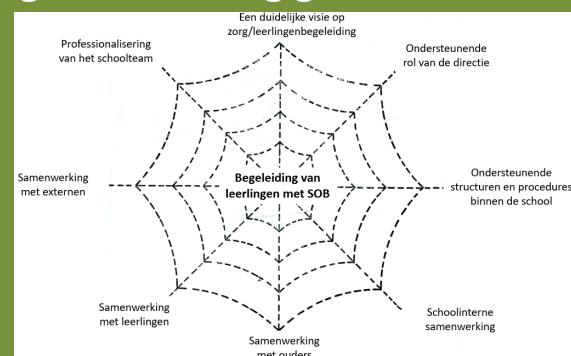 Een duidelijke visie op
zorg/leerlingenbegeleiding
Professionalisering
van het schoolteam
Ondersteunende
rol van de directie
Samenwerking
met externen
Begeleiding van
leerlingen met SOB
Ondersteunende
structuren en procedures
binnen de school
Samenwerking
met leerlingen
Schoolinterne
samenwerking
Samenwerking
met ouders